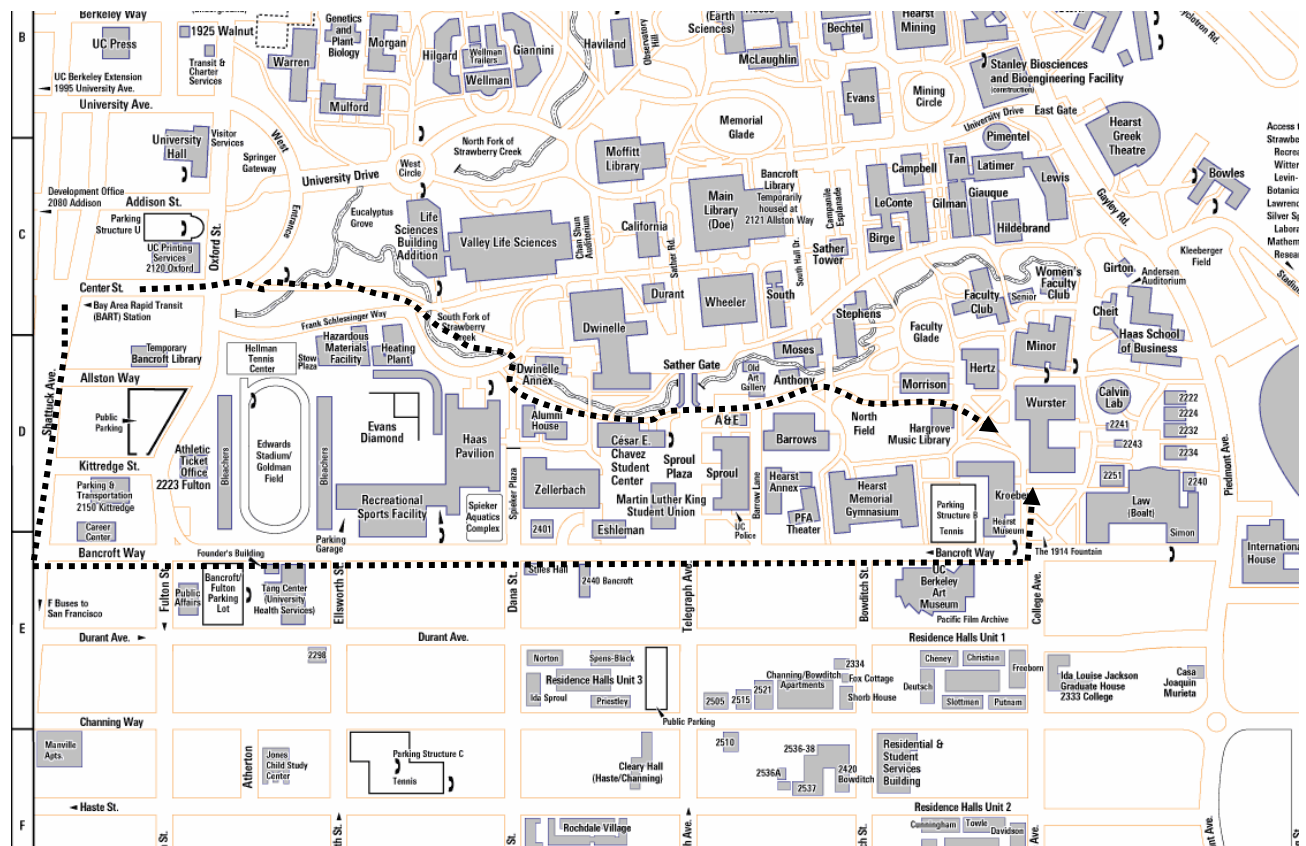 Berkeley Way
B
UC Press
1925 Walnut
Transit &
Charter
Services
UC Berkeley Extension
1995 University Ave.
University Ave.
Warren
Genetics
and
Plant
Biology
Morgan
Mulford
Hilgard
Wellman
Trailers
Wellman
Giannini
Haviland
Observatory
Hill
(Earth
Sciences)
McLaughlin
Bechtel
Hearst
Mining
Evans
Mining
Circle
Stanley Biosciences
and Bioengineering Facility
(construction)
Cyclotron Rd.
University Drive
East Gate
Hearst
Greek
Theatre
Memorial
Glade
Pimentel
University
Hall
Visitor
Services
West
Entrance
Springer
Gateway
University Drive
West
Circle
North Fork of
Strawberry Creek
Moffitt
Library
Main
Library
(Doe)
Bancroft
Library
Temporarily
housed at
2121 Allston Way
Campanile
Esplanade
Campbell
Tan
Latimer
Lewis
LeConte
Gilman
Giauque
Hildebrand
Birge
Gayley Rd.
Bowles
Kleeberger
Field
Access t
Strawbe
Recrea
Witter
Levin-
Botanica
Lawrenc
Silver Sp
Labora
Mathem
Resear
Stadiu
C
Development Office
2080 Addison
Addison St.
Parking
Structure U
UC Printing
Services
2120 Oxford
Oxford St.
Center St.
Eucalyptus
Grove
Life
Sciences
Building
Addition
Valley Life Sciences
Chan Shun
Auditorium
California
Sather Rd.
South Hall Dr.
Sather
Tower
Durant
Wheeler
South
Stephens
Faculty
Club
Senior
Women's
Faculty
Club
Girton
Andersen
Auditorium
Cheit
Haas School
of Business
Bay Area Rapid Transit
(BART) Station
Frank Schlessinger Way
South Fork of
Strawberry
Creek
Dwinelle
Faculty
Glade
Minor
Temporary
Bancroft Library
Hellman
Tennis
Center
Stow
Plaza
Hazardous
Materials
Facility
Heating
Plant
Dwinelle
Annex
Sather Gate
Old
Art
Gallery
Moses
Anthony
Morrison
Hertz
Wurster
Calvin
Lab
Shattuck Ave.
Allston Way
Public
Parking
D
Kittredge St.
Athletic
Ticket
Office
2223 Fulton
Bleachers
Edwards
Stadium/
Goldman
Field
Bleachers
Evans
Diamond
Haas
Pavilion
Alumni
House
César E.
Chavez
Student
Center
A & E
Sproul
Plaza
Sproul
Barrows
North
Field
Hargrove
Music Library
2222
2224
2232
2234
2241
2243
2251
2240
Piedmont Ave.
Parking &
Transportation
2150 Kittredge
Career
Center
Recreational
Sports Facility
Parking
Garage
Spieker
Aquatics
Complex
Spieker Plaza
Zellerbach
2401
Eshleman
Martin Luther King
Student Union
UC
Police
Barrow Lane
Hearst
Annex
PFA
Theater
Hearst
Memorial
Gymnasium
Parking
Structure B
Tennis
Kroeber
Hearst
Museum
Law
(Boalt)
Simon
International
House
Bancroft Way
Founder's Building
Bancroft Way
The 1914 Fountain
F Buses to
San Francisco
Fulton St.
Public
Affairs
Bancroft/
Fulton
Parking
Lot
Tang Center
(University
Health Services)
Ellsworth St.
Dana St.
Stiles Hall
2440 Bancroft
Telegraph Ave.
Bowditch St.
UC
Berkeley
Art
Museum
Pacific Film Archive
College Ave.
E
Durant Ave.
Durant Ave.
Residence Halls Unit 1
2298
Norton
Spens-Black
Residence Halls Unit 3
Ida Sproul
Priestley
Public Parking
2505
2515
2521
Channing/Bowditch
Apartments
2334
Fox Cottage
Shorb House
Cheney
Christian
Freeborn
Deutsch
Slottmen
Putnam
Ida Louise Jackson
Graduate House
2333 College
Casa
Joaquin
Murieta
Channing Way
Manville
Apts.
Atherton
Jones
Child Study
Center
Parking Structure C
Tennis
Cleary Hall
(Haste/Channing)
2510
2536-38
2536A
2537
2420
Bowditch
Residential &
Student
Services
Building
F
Haste St.
Residence Halls Unit 2
Rochdale Village
Cunningham
Towle
Davidson
St.